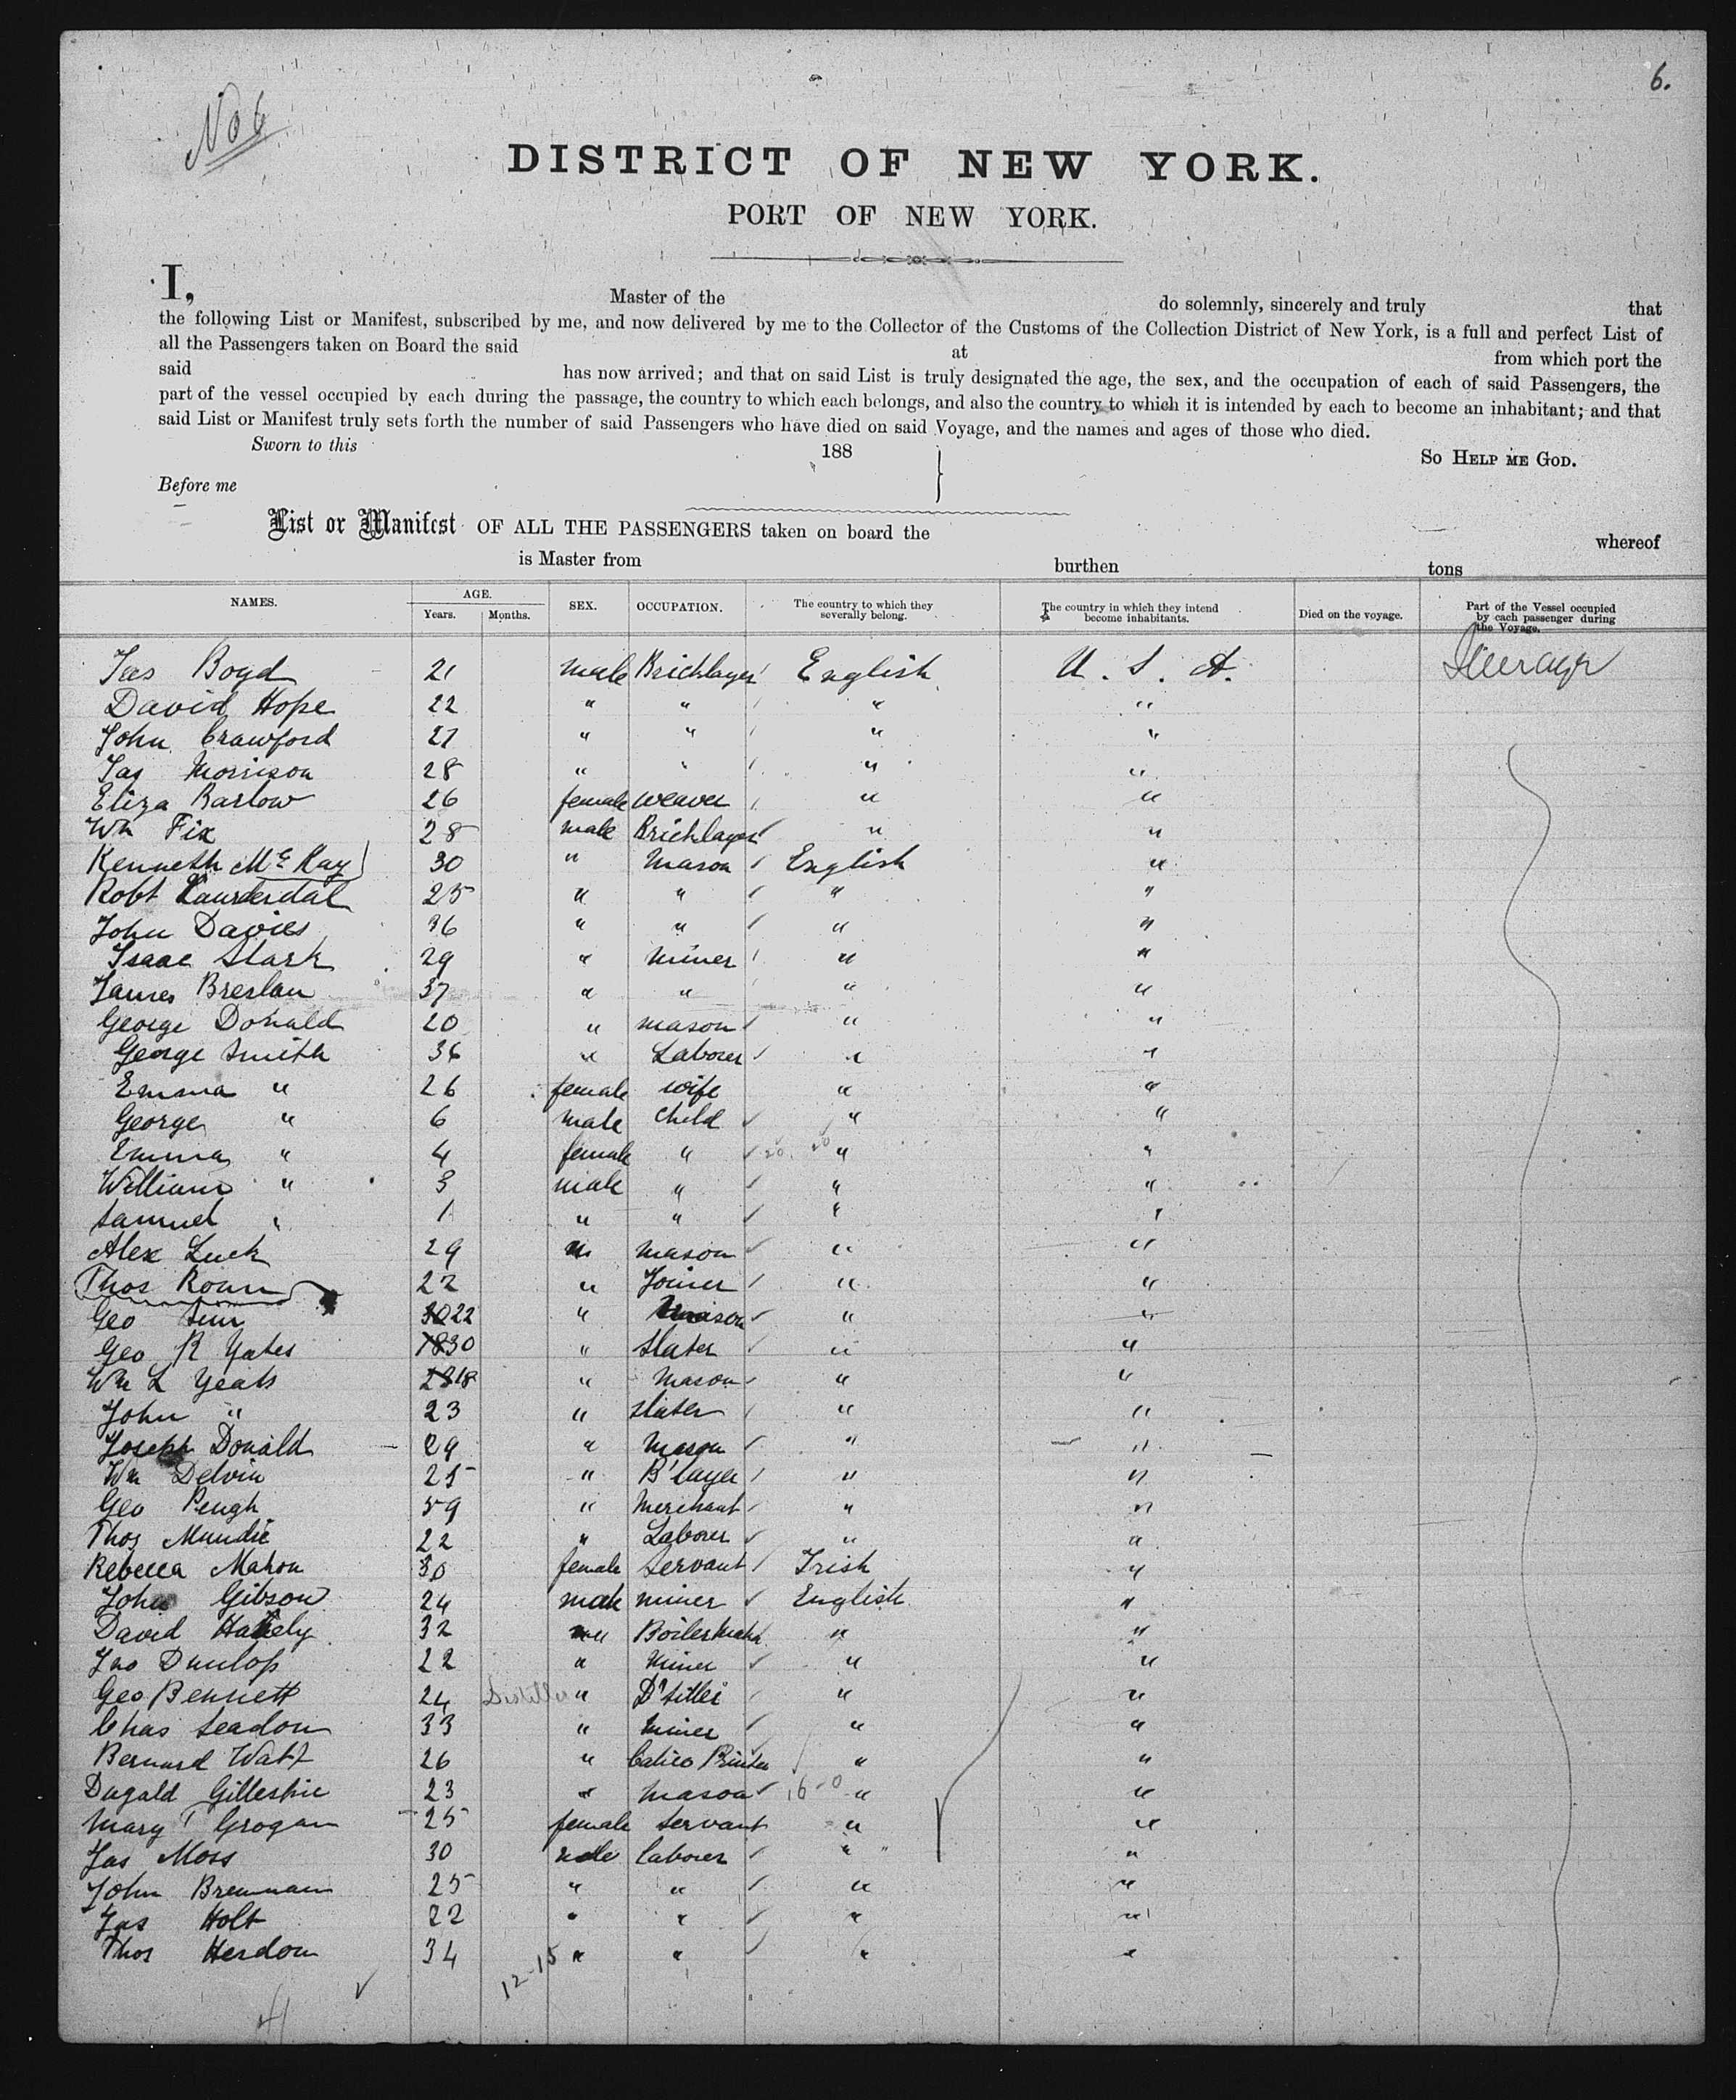 6.
No 6
DISTRICT OF NEW YORK.
PORT OF NEW YORK.
I, Master of the do solemnly, sincerely and truly that
the following List or Manifest, subscribed by me, and now delivered by me to the Collector of the Customs of the Collection District of New York, is a full and perfect List of
all the Passengers taken on Board the said at from which port the
said has now arrived; and that on said List is truly designated the age, the sex, and the occupation of each of said Passengers, the
part of the vessel occupied by each during the passage, the country to which each belongs, and also the country to which it is intended by each to become an inhabitant; and that
said List or Manifest truly sets forth the number of said Passengers who have died on said Voyage, and the names and ages of those who died.
Sworn to this 188 So HELP ME GOD.
Before me
List or Manifest OF ALL THE PASSENGERS taken on board the whereof
is Master from burthen tons
NAMES. AGE. Years. Months. SEX. OCCUPATION. The country to which they severally belong. The country in which they intend become inhabitants. Died on the voyage. Part of the Vessel occupied by each passenger during the Voyage.
Jas Boyd 21 male Bricklayer English U. S. A. Steerage
David Hope 22 " " " "
John Crawford 27 " " " "
Jas Morrison 28 " " " "
Eliza Barlow 26 female weaver " "
Wm Fix 28 male Bricklayer " "
Kenneth McKay 30 " Mason English "
Robt Lauderdal 25 " " " "
John Davies 36 " " " "
Isaac Stark 29 " miner " "
James Breslau 37 " " " "
George Donald 20 " mason " "
George Smith 36 " Laborer " "
Emma " 26 female wife " "
George " 6 male child " "
Emma " 4 female " " "
William " 3 male " " "
Samuel " 1 " " " "
Alex Luck 29 " mason " "
Thos Roan 22 " Joiner " "
Geo Sim 22 " Mason " "
Geo R Yates 30 " Slater " "
Wm L Yeats 18 " Mason " "
John " 23 " slater " "
Joseph Donald 29 " Mason " "
Wm Delvin 25 " B'layer " "
Geo Peugh 59 " Merchant " "
Thos Mundie 22 " Laborer " "
Rebecca Mahon 30 female Servant Irish "
John Gibson 24 male miner English "
David 32 " Boilermaker " "
Jno Dunlop 22 " Miner " "
Geo Bennett 24 Distiller " D'tiller " "
Chas Seadon 33 " Miner " "
Bernard Watt 26 " Calico Printer " "
Dugald Gillespie 23 " mason " "
Mary T Grogan 25 female servant " "
Jas Moss 30 male laborer " "
John Brennan 25 " " " "
Jas Holt 22 " " " "
Thos Herdon 34 " " " "
12-15